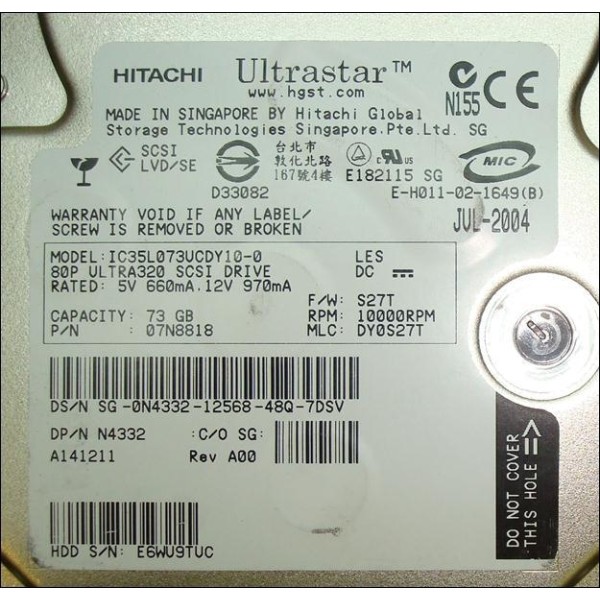 HITACHI Ultrastar™
www.hgst.com
N155
MADE IN SINGAPORE BY Hitachi Global
Storage Technologies Singapore.Pte.Ltd. SG
SCSI
LVD/SE
D33082
台北市
敦化北路
167號4樓
c UL US
E182115 SG
MIC
E-H011-02-1649(B)
WARRANTY VOID IF ANY LABEL/
SCREW IS REMOVED OR BROKEN
JUL-2004
MODEL:IC35L073UCDY10-0 LES
80P ULTRA320 SCSI DRIVE DC
RATED: 5V 660mA.12V 970mA
F/W: S27T
CAPACITY: 73 GB RPM: 10000RPM
P/N : 07N8818 MLC: DY0S27T
DS/N SG -0N4332-12568-48Q-7DSV
DP/N N4332 :C/O SG:
A141211 Rev A00
HDD S/N: E6WU9TUC
DO NOT COVER
THIS HOLE =>